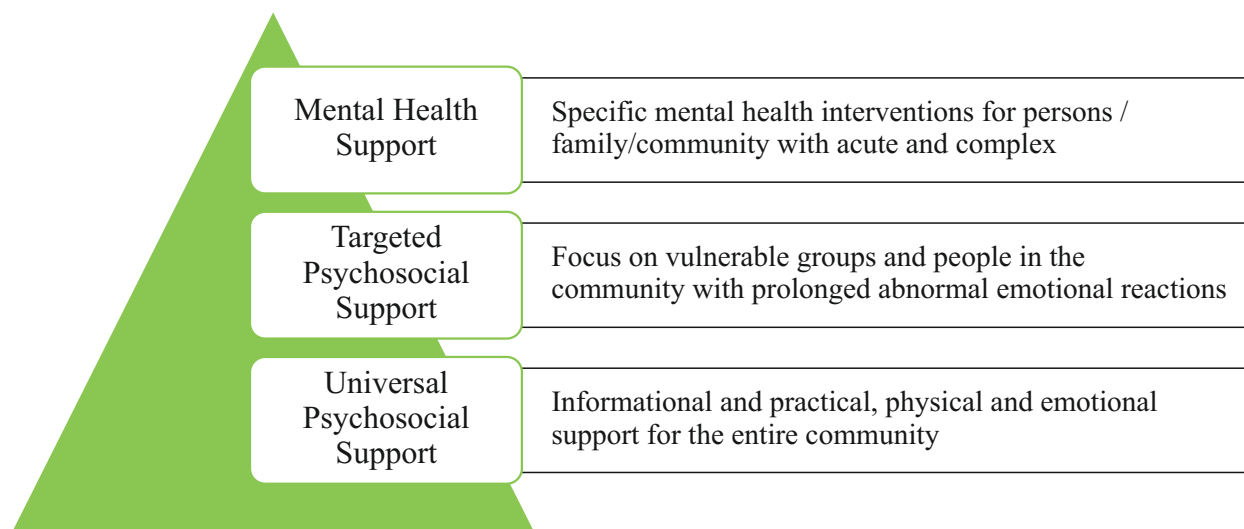 Mental Health
Support
Specific mental health interventions for persons /
family/community with acute and complex
Targeted
Psychosocial
Support
Focus on vulnerable groups and people in the
community with prolonged abnormal emotional reactions
Universal
Psychosocial
Support
Informational and practical, physical and emotional
support for the entire community